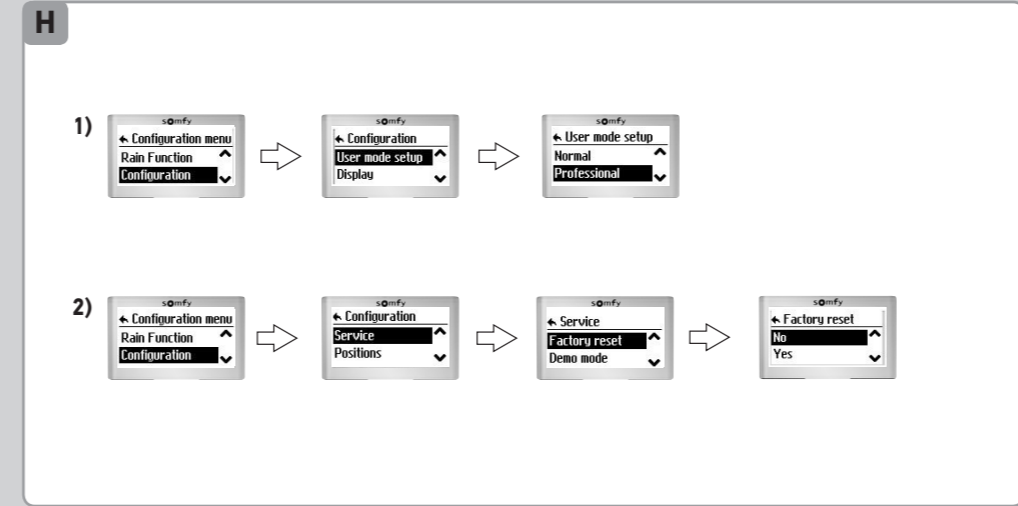 H
1)
somfy
Configuration menu
Rain Function
Configuration
somfy
Configuration
User mode setup
Display
somfy
User mode setup
Normal
Professional
2)
somfy
Configuration menu
Rain Function
Configuration
somfy
Configuration
Service
Positions
somfy
Service
Factory reset
Demo mode
somfy
Factory reset
No
Yes